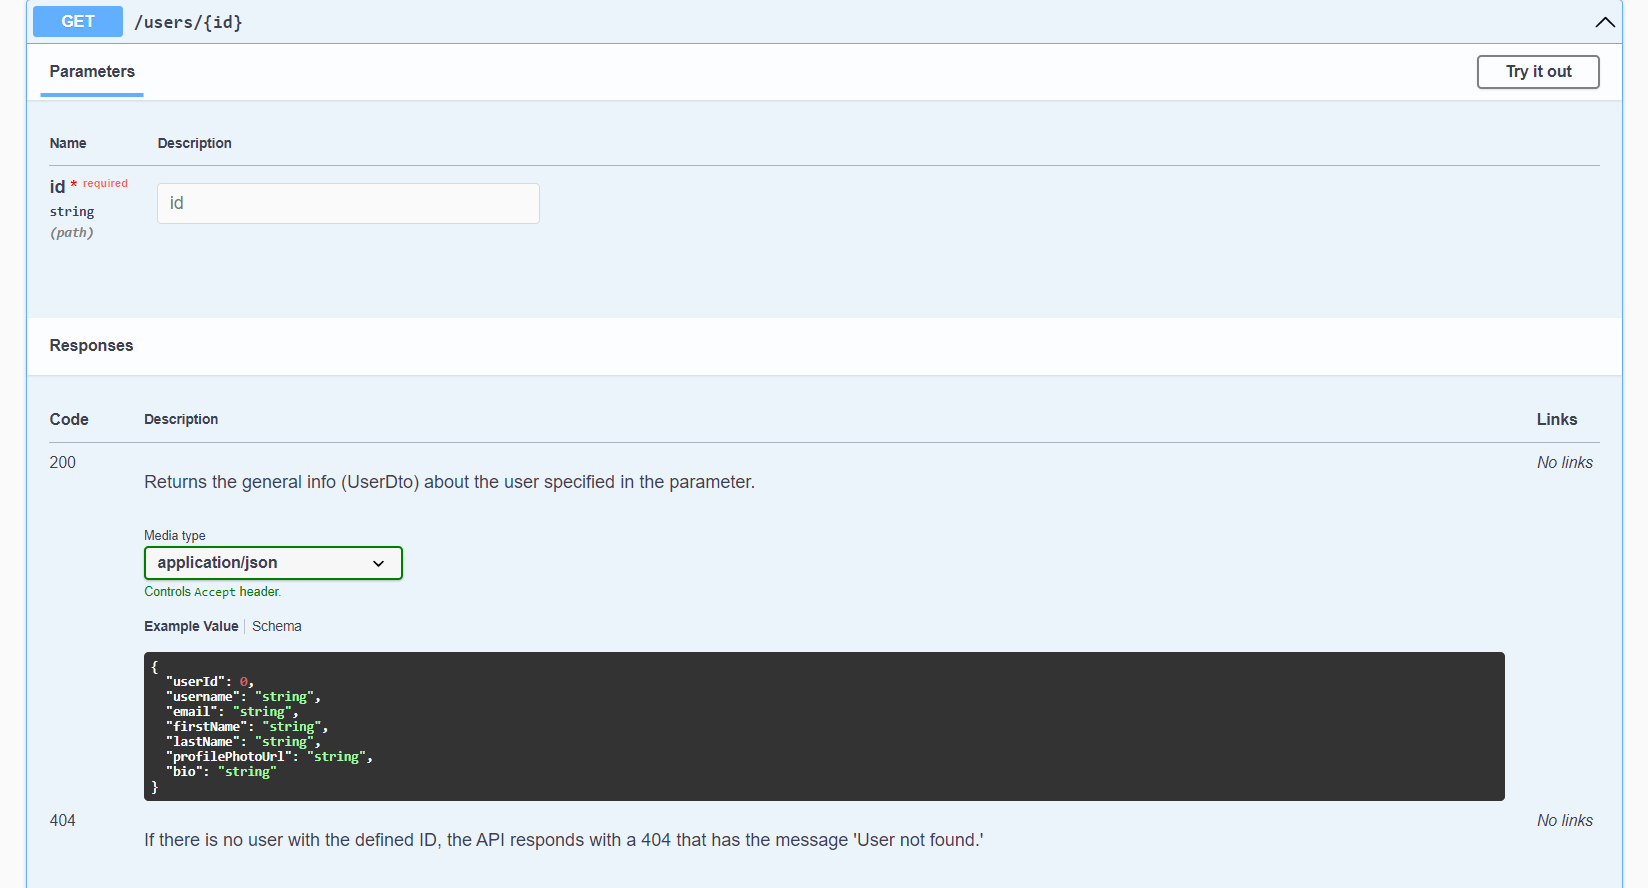 GET /users/{id}
Parameters
Try it out
Name Description
id * required
string
(path)
id
Responses
Code Description Links
200 No links
Returns the general info (UserDto) about the user specified in the parameter.
Media type
application/json
Controls Accept header.
Example Value Schema
{
  "userId": 0,
  "username": "string",
  "email": "string",
  "firstName": "string",
  "lastName": "string",
  "profilePhotoUrl": "string",
  "bio": "string"
}
404 No links
If there is no user with the defined ID, the API responds with a 404 that has the message 'User not found.'